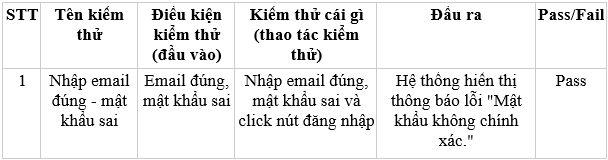 STT
Tên kiểm
thử
Điều kiện
kiểm thử
(đầu vào)
Kiểm thử cái gì
(thao tác kiểm
thử)
Đầu ra
Pass/Fail
1
Nhập email
đúng - mật
khẩu sai
Email đúng,
mật khẩu sai
Nhập email đúng,
mật khẩu sai và
click nút đăng nhập
Hệ thống hiển thị
thông báo lỗi "Mật
khẩu không chính
xác."
Pass